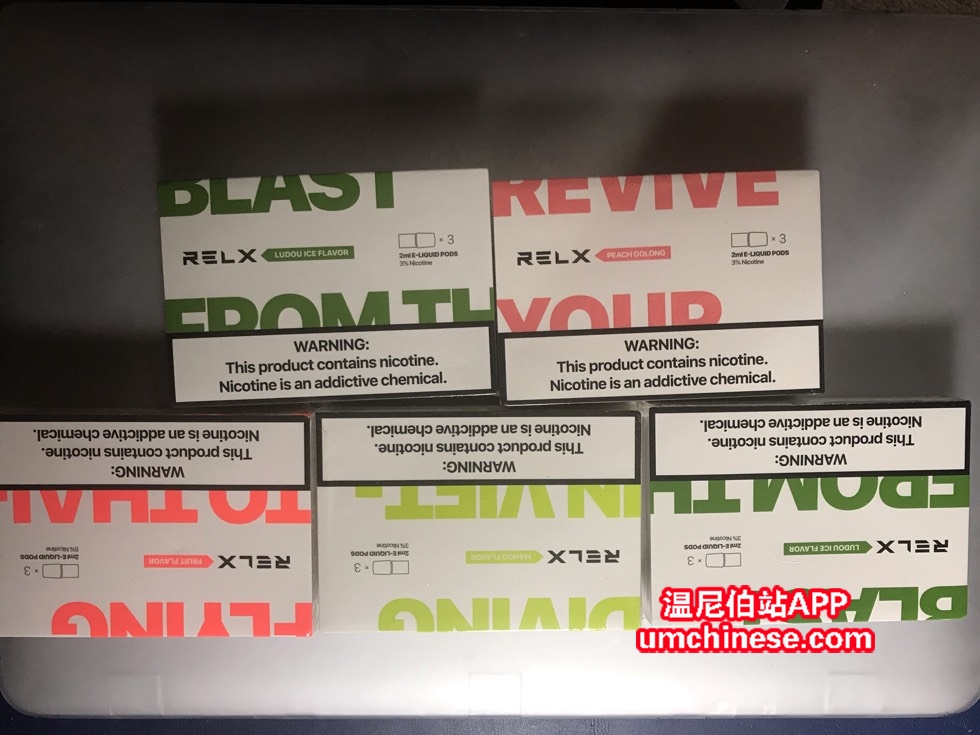 BLAST
RELX
LUDOU ICE FLAVOR
× 3
2ml E-LIQUID PODS
3% Nicotine
FROM TH
WARNING:
This product contains nicotine.
Nicotine is an addictive chemical.
REVIVE
RELX
PEACH OOLONG
× 3
2ml E-LIQUID PODS
3% Nicotine
YOUR
WARNING:
This product contains nicotine.
Nicotine is an addictive chemical.
FLYING
RELX
FRUIT FLAVOR
× 3
2ml E-LIQUID PODS
5% Nicotine
TO THAI-
WARNING:
This product contains nicotine.
Nicotine is an addictive chemical.
DIVING
RELX
MANGO FLAVOR
× 3
2ml E-LIQUID PODS
3% Nicotine
IN VIET-
WARNING:
This product contains nicotine.
Nicotine is an addictive chemical.
BLA
RELX
LUDOU ICE FLAVOR
× 3
2ml E-LIQUID PODS
3% Nicotine
FROM TH
WARNING:
This product contains nicotine.
Nicotine is an addictive chemical.
温尼伯站APP
umchinese.com